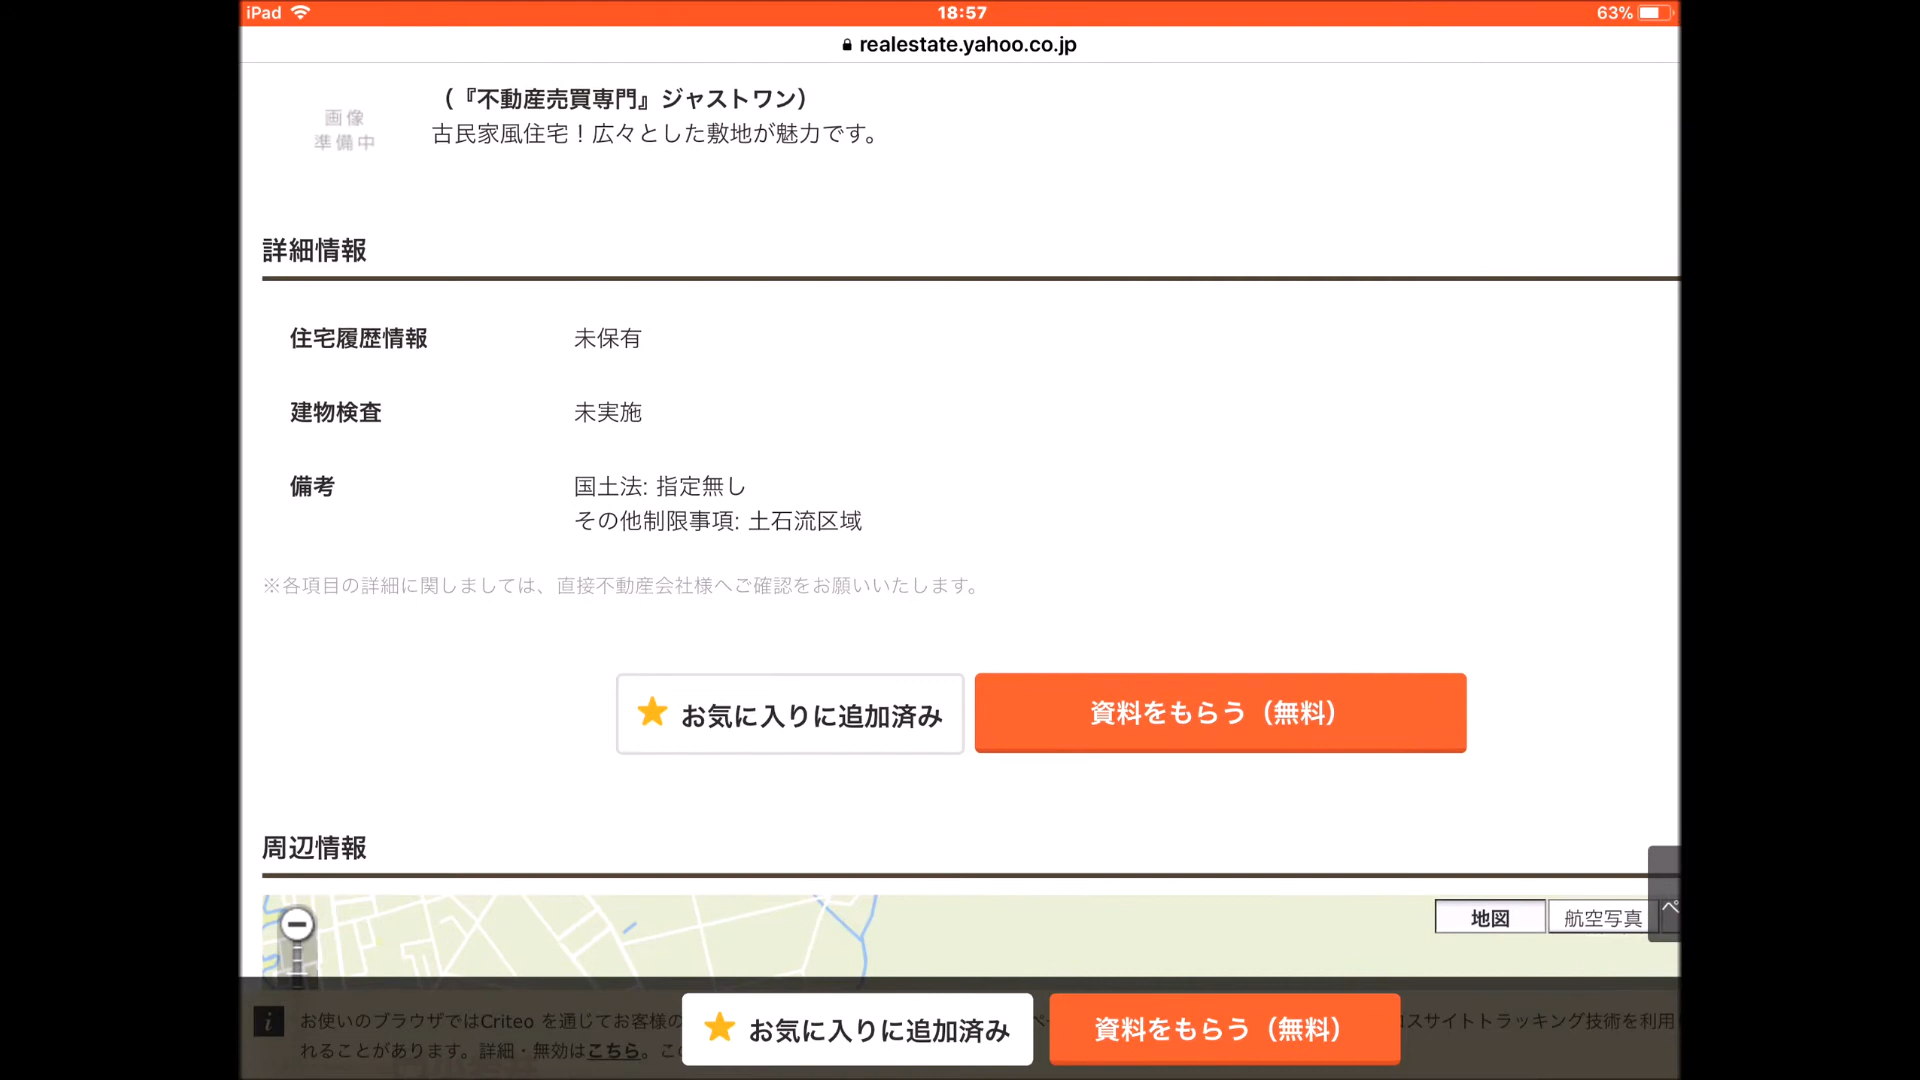 iPad
18:57
63%
realestate.yahoo.co.jp
画像
準備中
（『不動産売買専門』ジャストワン）
古民家風住宅！広々とした敷地が魅力です。
詳細情報
住宅履歴情報 未保有
建物検査 未実施
備考 国土法: 指定無し
その他制限事項: 土石流区域
※各項目の詳細に関しましては、直接不動産会社様へご確認をお願いいたします。
お気に入りに追加済み
資料をもらう（無料）
周辺情報
地図
航空写真
ペ
お使いのブラウザではCriteo を通じてお客様の
スサイトトラッキング技術を利用
れることがあります。詳細・無効はこちら。こ
お気に入りに追加済み
資料をもらう（無料）